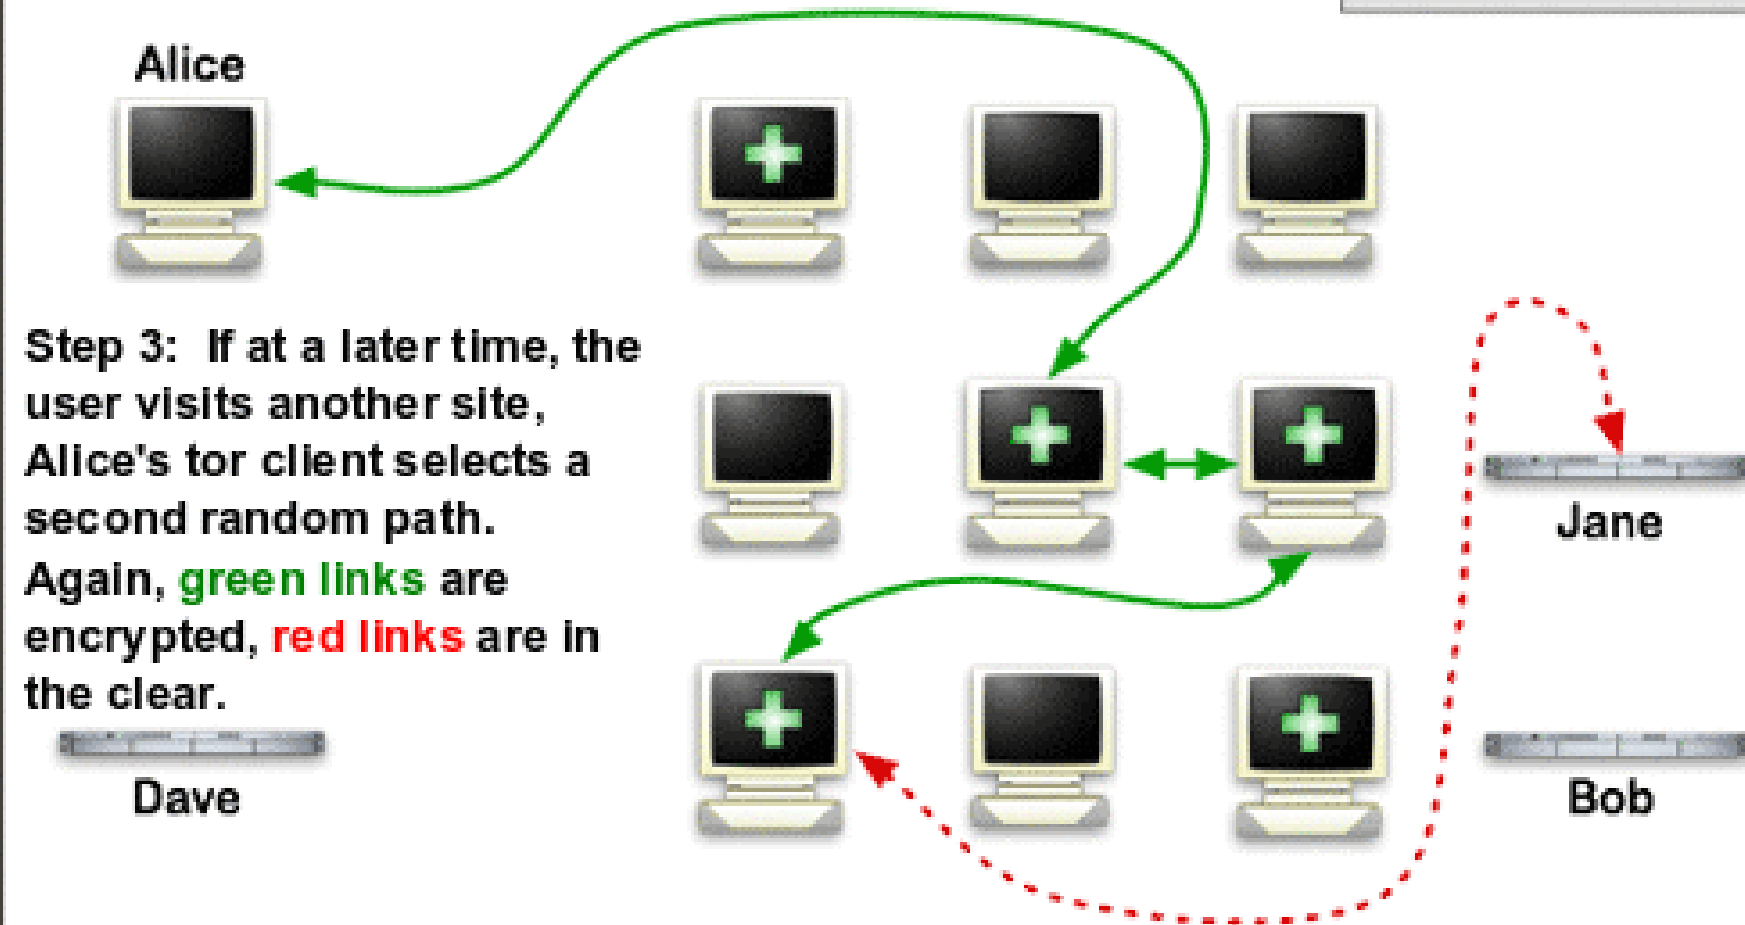 Alice
Step 3: If at a later time, the
user visits another site,
Alice's tor client selects a
second random path.
Again, green links are
encrypted, red links are in
the clear.
Dave
Jane
Bob